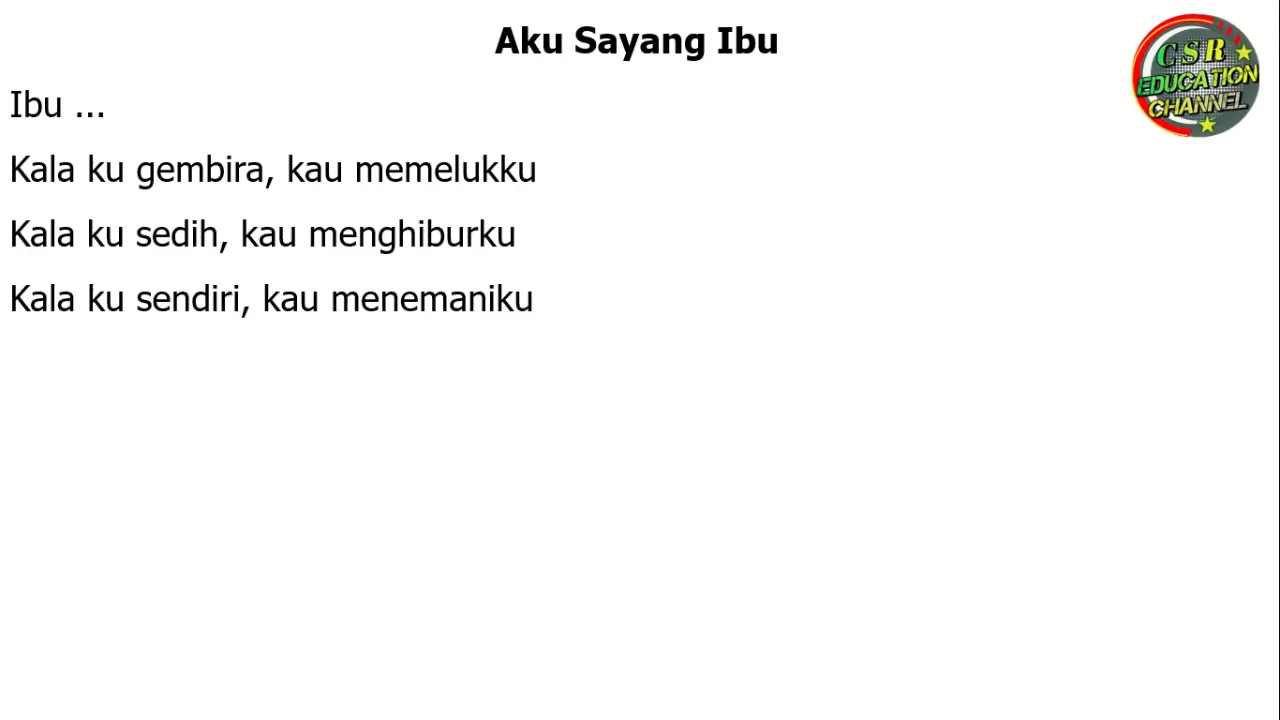 Aku Sayang Ibu
CSR
EDUCATION
CHANNEL
Ibu ...
Kala ku gembira, kau memelukku
Kala ku sedih, kau menghiburku
Kala ku sendiri, kau menemaniku